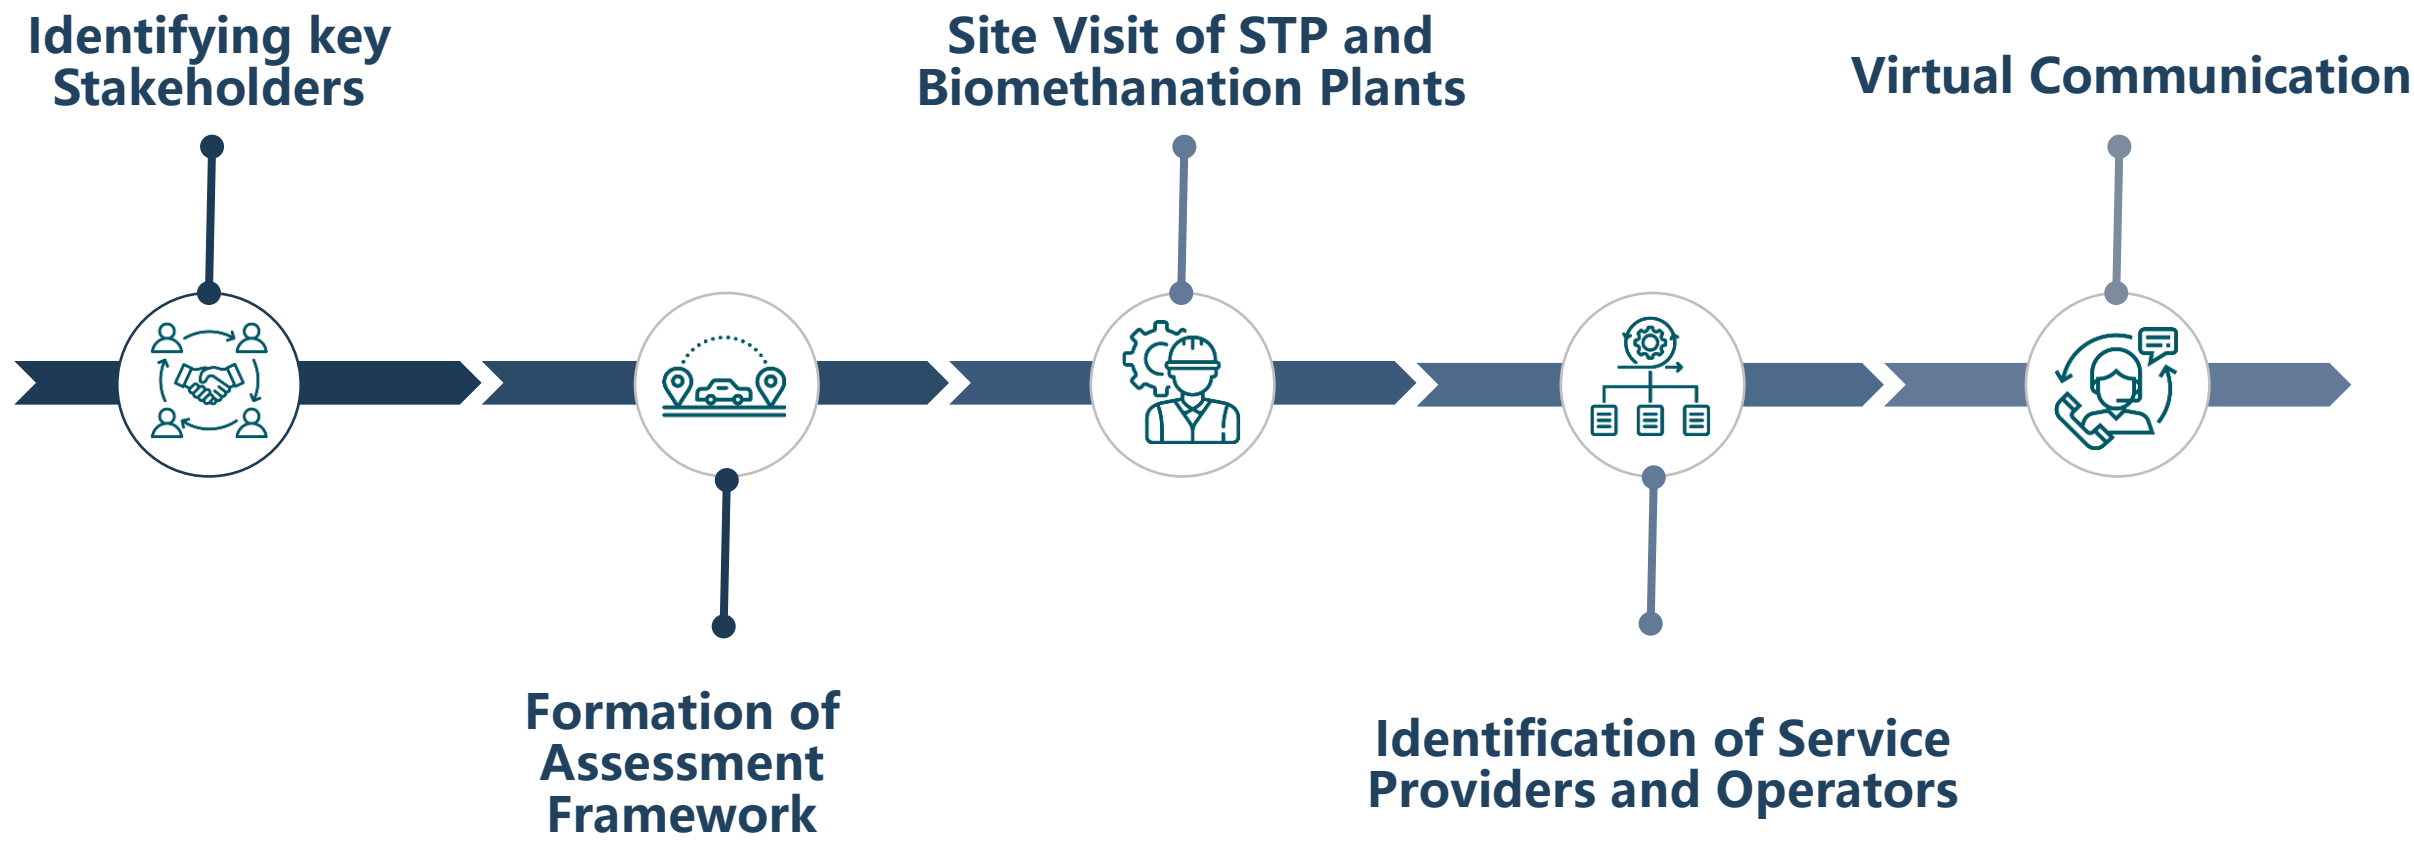 Identifying key
Stakeholders
Formation of
Assessment
Framework
Site Visit of STP and
Biomethanation Plants
Identification of Service
Providers and Operators
Virtual Communication